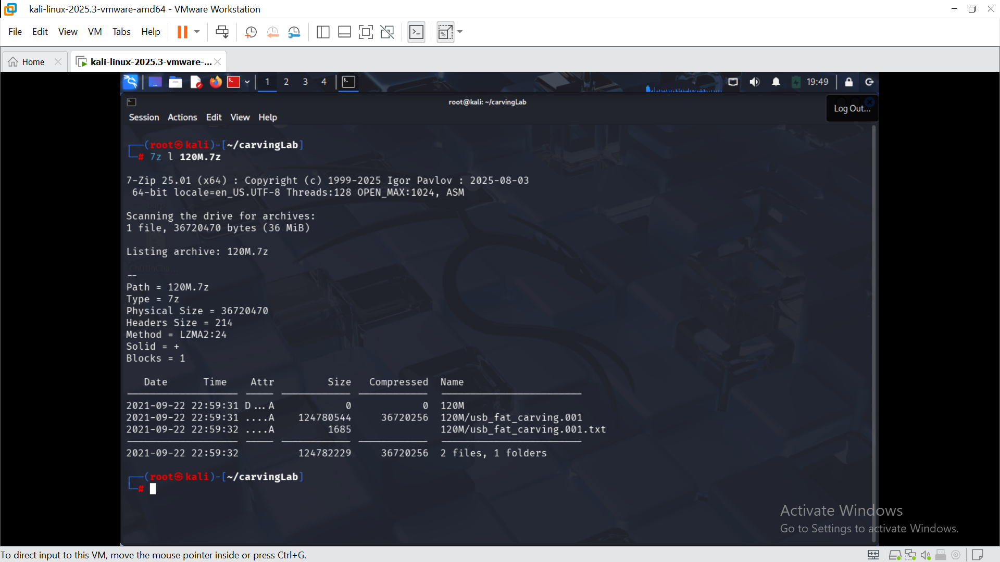 kali-linux-2025.3-vmware-amd64 - VMware Workstation
File Edit View VM Tabs Help
Home
kali-linux-2025.3-vmware-...
1 2 3 4
19:49
root@kali: ~/carvingLab
Log Out...
Session Actions Edit View Help
┌──(root㉿kali)-[~/carvingLab]
└─# 7z l 120M.7z
7-Zip 25.01 (x64) : Copyright (c) 1999-2025 Igor Pavlov : 2025-08-03
64-bit locale=en_US.UTF-8 Threads:128 OPEN_MAX:1024, ASM
Scanning the drive for archives:
1 file, 36720470 bytes (36 MiB)
Listing archive: 120M.7z
--
Path = 120M.7z
Type = 7z
Physical Size = 36720470
Headers Size = 214
Method = LZMA2:24
Solid = +
Blocks = 1
Date Time Attr Size Compressed Name
------------------- ----- ------------ ------------ ------------------------
2021-09-22 22:59:31 D...A 0 0 120M
2021-09-22 22:59:31 ....A 124780544 36720256 120M/usb_fat_carving.001
2021-09-22 22:59:32 ....A 1685 120M/usb_fat_carving.001.txt
------------------- ----- ------------ ------------ ------------------------
2021-09-22 22:59:32 124782229 36720256 2 files, 1 folders
┌──(root㉿kali)-[~/carvingLab]
└─#
Activate Windows
Go to Settings to activate Windows.
To direct input to this VM, move the mouse pointer inside or press Ctrl+G.